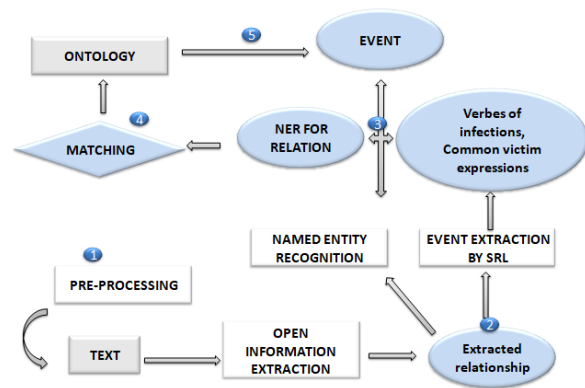 5
EVENT
ONTOLOGY
Verbes of
infections,
Common victim
expressions
4
3
NER FOR
RELATION
MATCHING
NAMED ENTITY
RECOGNITION
EVENT EXTRACTION
BY SRL
1
PRE-PROCESSING
2
OPEN
INFORMATION
EXTRACTION
TEXT
Extracted
relationship